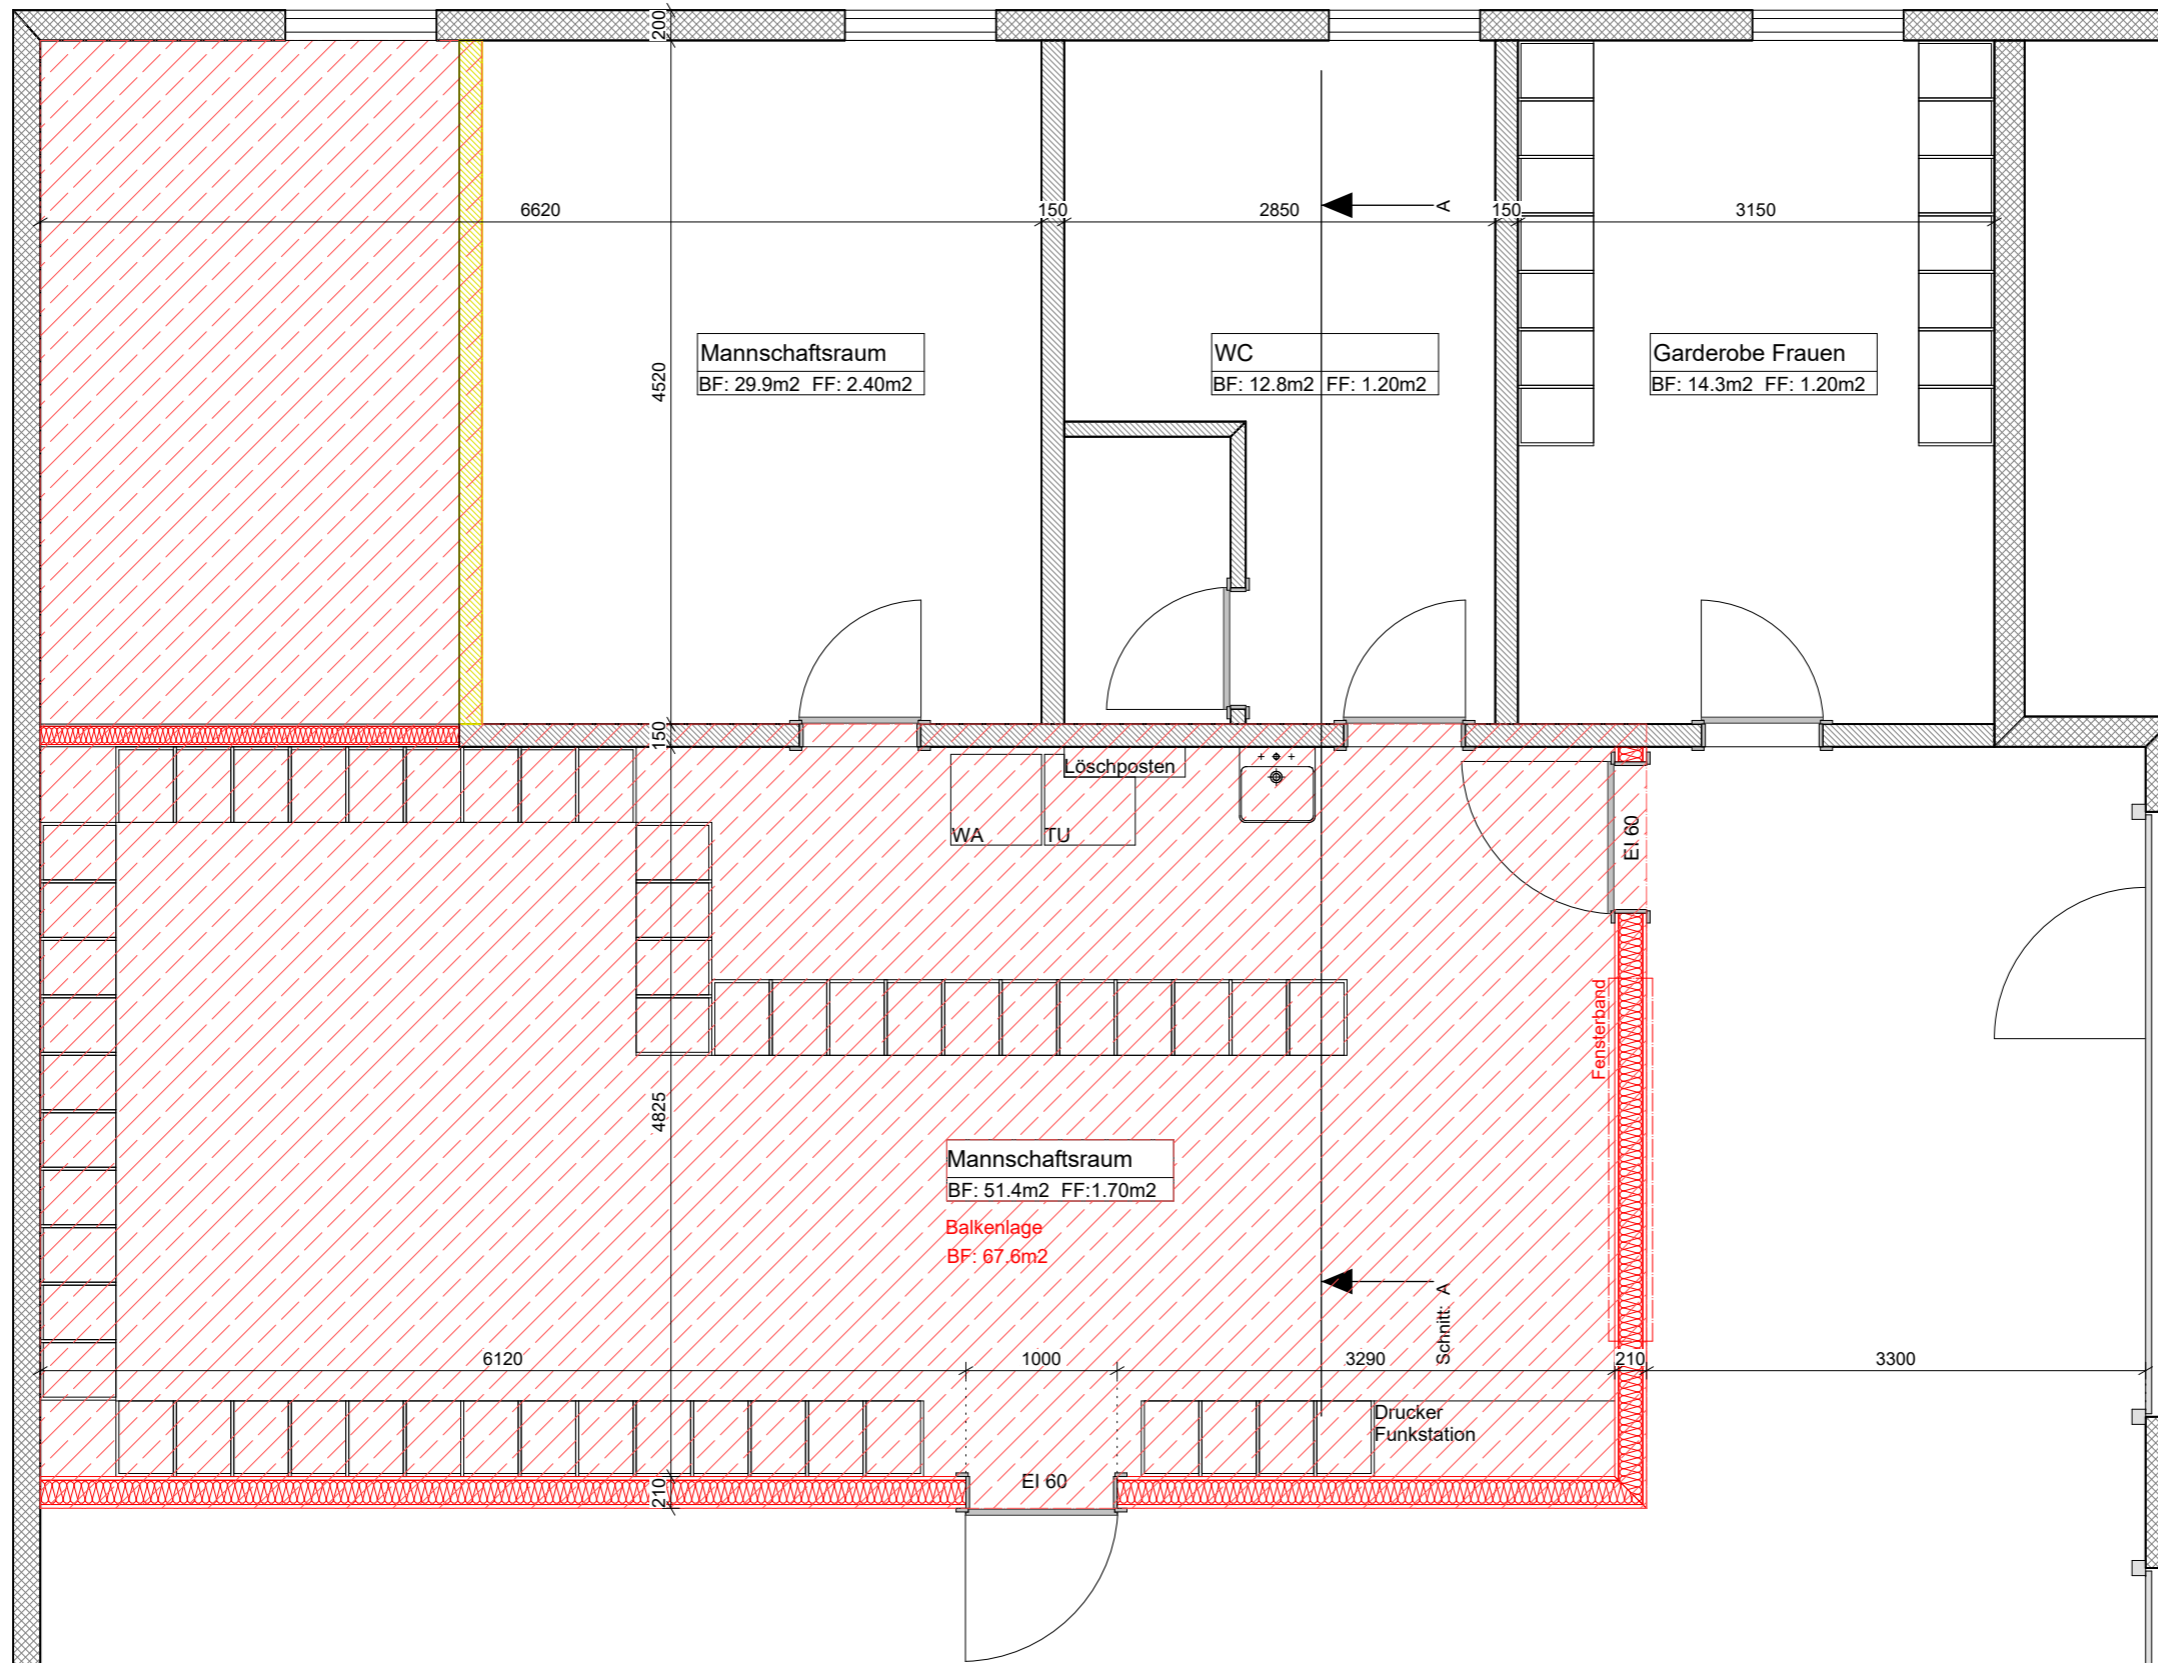 200
6620
150
2850
A
150
3150
Mannschaftsraum
BF: 29.9m2 FF: 2.40m2
WC
BF: 12.8m2 FF: 1.20m2
Garderobe Frauen
BF: 14.3m2 FF: 1.20m2
4520
150
Löschposten
WA
TU
EI 60
Fensterband
4825
Mannschaftsraum
BF: 51.4m2 FF:1.70m2
Balkenlage
BF: 67.6m2
Schnitt: A
6120
1000
3290
210
3300
Drucker
Funkstation
EI 60
210